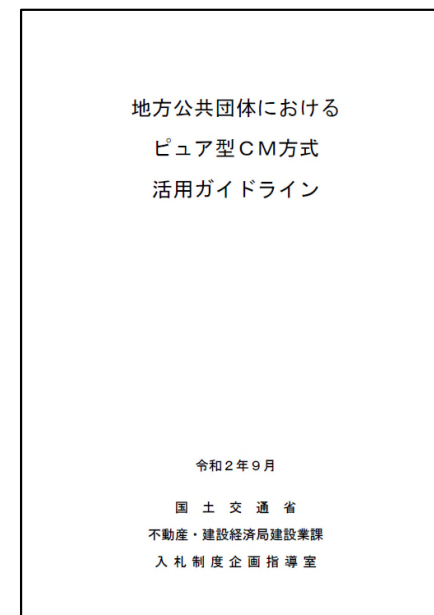 地方公共団体における
ピュア型ＣＭ方式
活用ガイドライン
令和２年９月
国土交通省
不動産・建設経済局建設業課
入札制度企画指導室